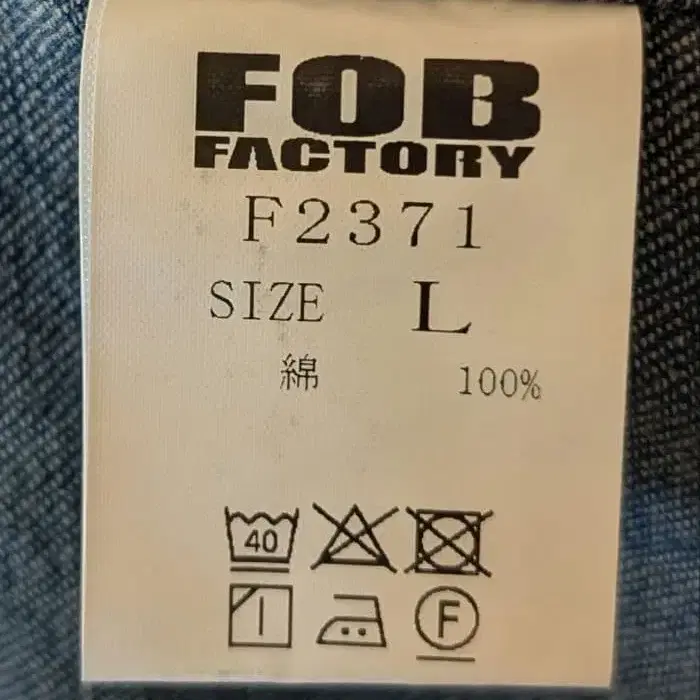 FOB
FACTORY
F2371
SIZE L
綿 100%
40
F